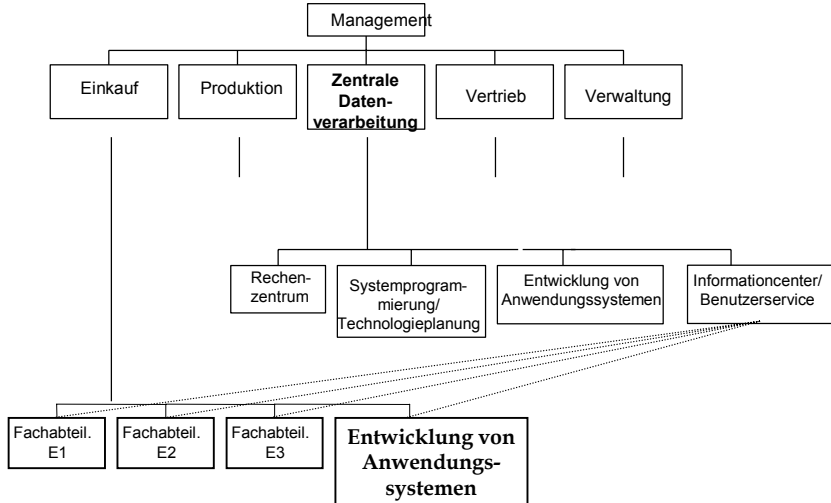 Management
Einkauf
Produktion
Zentrale
Daten-
verarbeitung
Vertrieb
Verwaltung
Rechen-
zentrum
Systemprogram-
mierung/
Technologieplanung
Entwicklung von
Anwendungssystemen
Informationcenter/
Benutzerservice
Fachabteil.
E1
Fachabteil.
E2
Fachabteil.
E3
Entwicklung von
Anwendungs-
systemen